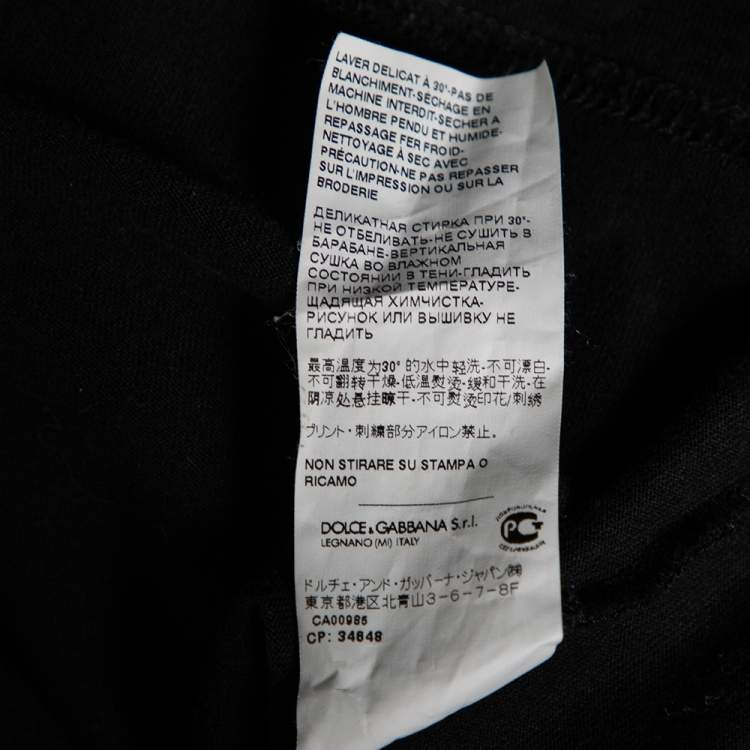 LAVER DELICAT À 30°-PAS DE
BLANCHIMENT-SÉCHAGE EN
MACHINE INTERDIT-SECHER A
L'HOMBRE PENDU ET HUMIDE-
REPASSAGE FER FROID-
NETTOYAGE À SEC AVEC
PRÉCAUTION-NE PAS REPASSER
SUR L'IMPRESSION OU SUR LA
BRODERIE
ДЕЛИКАТНАЯ СТИРКА ПРИ 30°-
НЕ ОТБЕЛИВАТЬ-НЕ СУШИТЬ В
БАРАБАНЕ-ВЕРТИКАЛЬНАЯ
СУШКА ВО ВЛАЖНОМ
СОСТОЯНИИ В ТЕНИ-ГЛАДИТЬ
ПРИ НИЗКОЙ ТЕМПЕРАТУРЕ-
ЩАДЯЩАЯ ХИМЧИСТКА-
РИСУНОК ИЛИ ВЫШИВКУ НЕ
ГЛАДИТЬ
最高温度为30°的水中轻洗-不可漂白-
不可翻转干燥-低温熨烫-缓和干洗-在
阴凉处悬挂晾干-不可熨烫印花/刺绣
プリント・刺繍部分アイロン禁止。
NON STIRARE SU STAMPA O
RICAMO
DOLCE & GABBANA S.r.l.
LEGNANO (MI) ITALY
ДОБРОВОЛЬНАЯ
РСТ
СЕРТИФИКАЦИЯ
ドルチェ・アンド・ガッバーナ・ジャパン㈱
東京都港区北青山3-6-7-8F
CA00985
CP: 34848